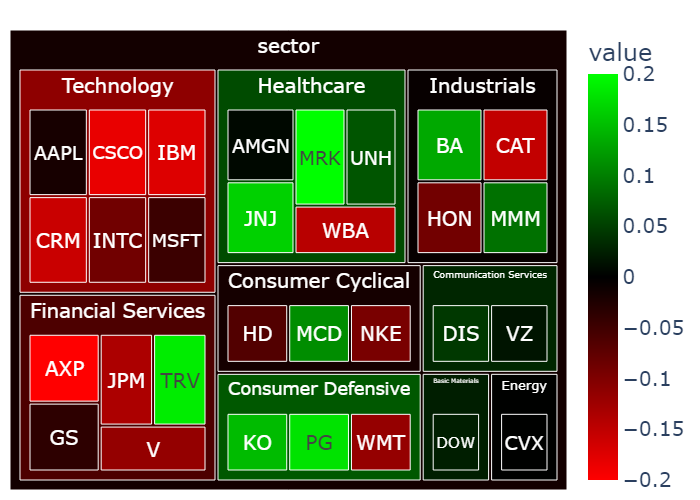 sector
Technology
AAPL
CSCO
IBM
CRM
INTC
MSFT
Healthcare
AMGN
MRK
UNH
JNJ
WBA
Industrials
BA
CAT
HON
MMM
Financial Services
AXP
JPM
TRV
GS
V
Consumer Cyclical
HD
MCD
NKE
Communication Services
DIS
VZ
Consumer Defensive
KO
PG
WMT
Basic Materials
DOW
Energy
CVX
value
0.2
0.15
0.1
0.05
0
−0.05
−0.1
−0.15
−0.2